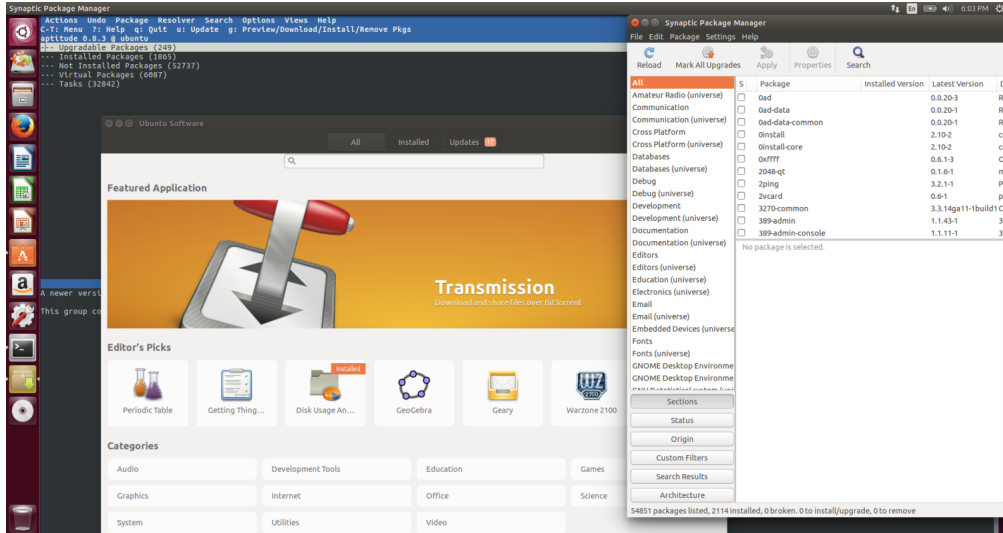 Synaptic Package Manager
En
6:03 PM
Actions Undo Package Resolver Search Options Views Help
C-T: Menu ?: Help q: Quit u: Update g: Preview/Download/Install/Remove Pkgs
aptitude 0.8.3 @ ubuntu
--- Upgradable Packages (249)
--- Installed Packages (1865)
--- Not Installed Packages (52737)
--- Virtual Packages (6087)
--- Tasks (32842)
A newer versi
This group co
Ubuntu Software
All Installed Updates
Featured Application
Transmission
Download and share files over BitTorrent
Editor's Picks
Installed
Periodic Table
Getting Thing...
Disk Usage An...
GeoGebra
Geary
Warzone 2100
Categories
Audio Development Tools Education Games
Graphics Internet Office Science
System Utilities Video
Synaptic Package Manager
File Edit Package Settings Help
Reload Mark All Upgrades Apply Properties Search
All
Amateur Radio (universe)
Communication
Communication (universe)
Cross Platform
Cross Platform (universe)
Databases
Databases (universe)
Debug
Debug (universe)
Development
Development (universe)
Documentation
Documentation (universe)
Editors
Editors (universe)
Education (universe)
Electronics (universe)
Email
Email (universe)
Embedded Devices (universe
Fonts
Fonts (universe)
GNOME Desktop Environme
GNOME Desktop Environme
Sections
Status
Origin
Custom Filters
Search Results
Architecture
S Package Installed Version Latest Version
0ad 0.0.20-3
0ad-data 0.0.20-1
0ad-data-common 0.0.20-1
0install 2.10-2
0install-core 2.10-2
0xffff 0.6.1-3
2048-qt 0.1.6-1
2ping 3.2.1-1
2vcard 0.6-1
3270-common 3.3.14ga11-1build1
389-admin 1.1.43-1
389-admin-console 1.1.11-1
No package is selected.
54851 packages listed, 2114 installed, 0 broken. 0 to install/upgrade, 0 to remove